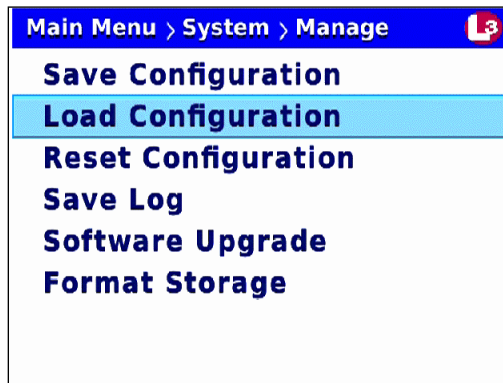 Main Menu > System > Manage L3
Save Configuration
Load Configuration
Reset Configuration
Save Log
Software Upgrade
Format Storage